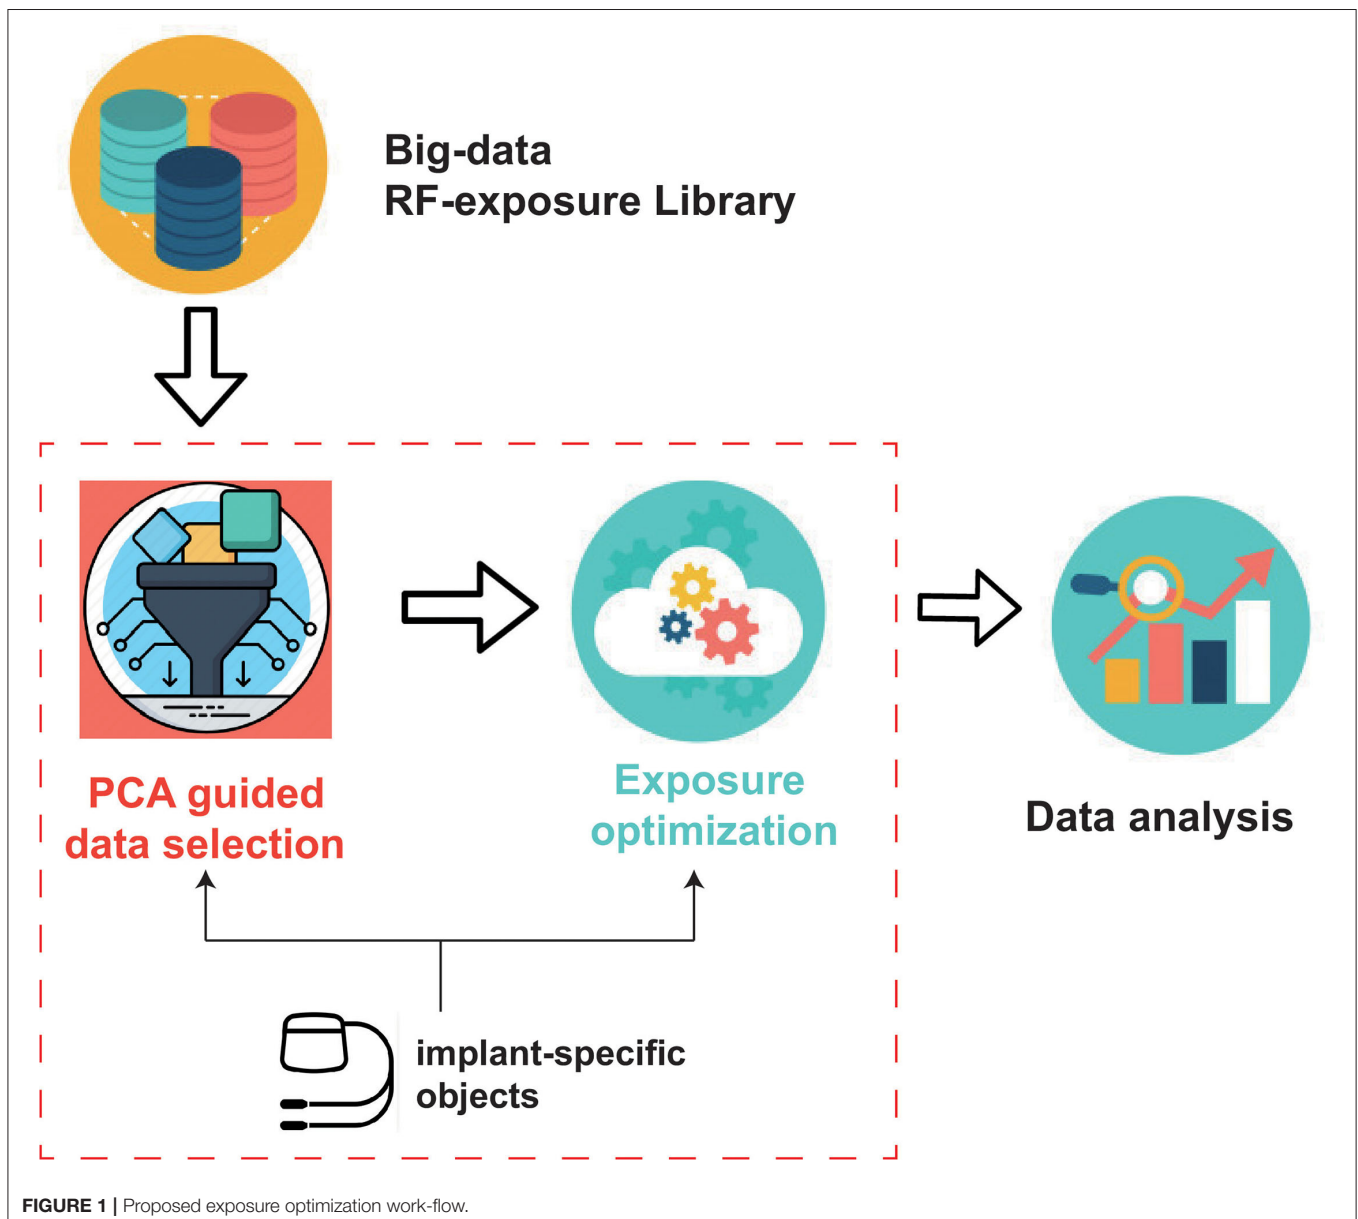 Big-data
RF-exposure Library
PCA guided
data selection
Exposure
optimization
Data analysis
implant-specific
objects
FIGURE 1 | Proposed exposure optimization work-flow.